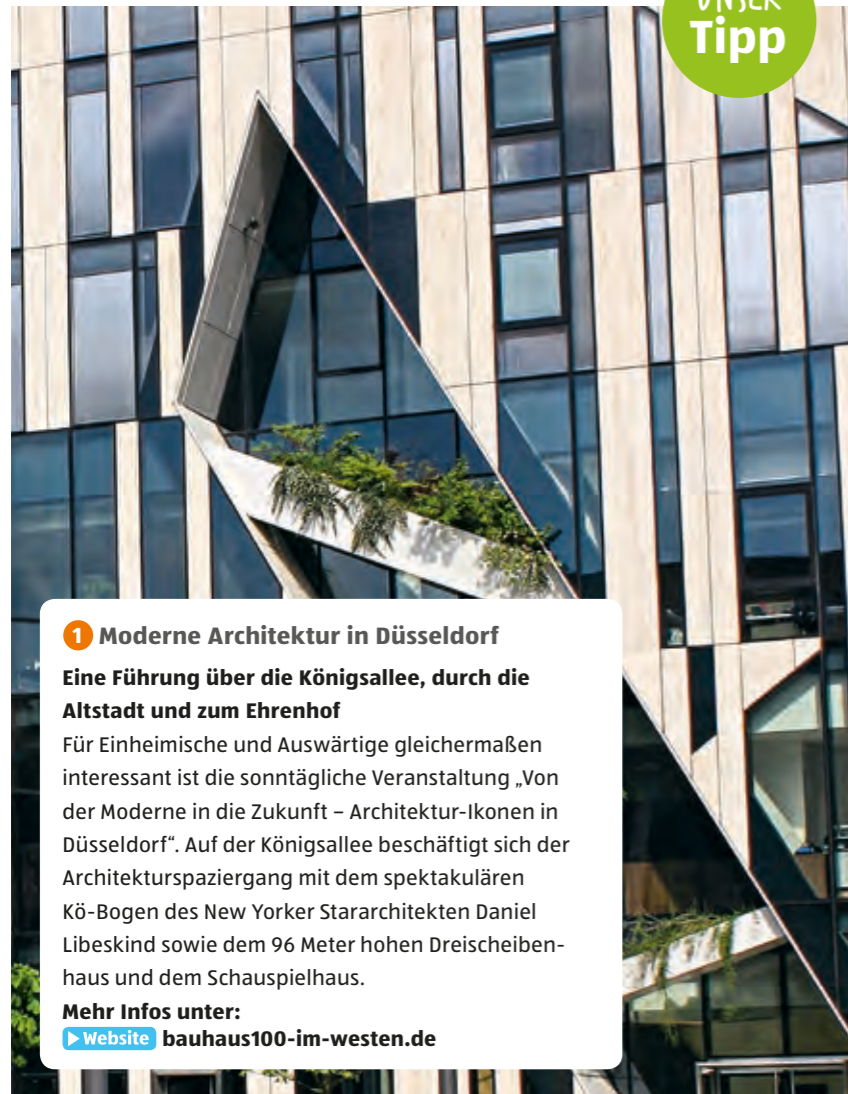 UNSER
Tipp
1 Moderne Architektur in Düsseldorf
Eine Führung über die Königsallee, durch die
Altstadt und zum Ehrenhof
Für Einheimische und Auswärtige gleichermaßen
interessant ist die sonntägliche Veranstaltung „Von
der Moderne in die Zukunft – Architektur-Ikonen in
Düsseldorf“. Auf der Königsallee beschäftigt sich der
Architekturspaziergang mit dem spektakulären
Kö-Bogen des New Yorker Stararchitekten Daniel
Libeskind sowie dem 96 Meter hohen Dreischeiben-
haus und dem Schauspielhaus.
Mehr Infos unter:
▶ Website bauhaus100-im-westen.de